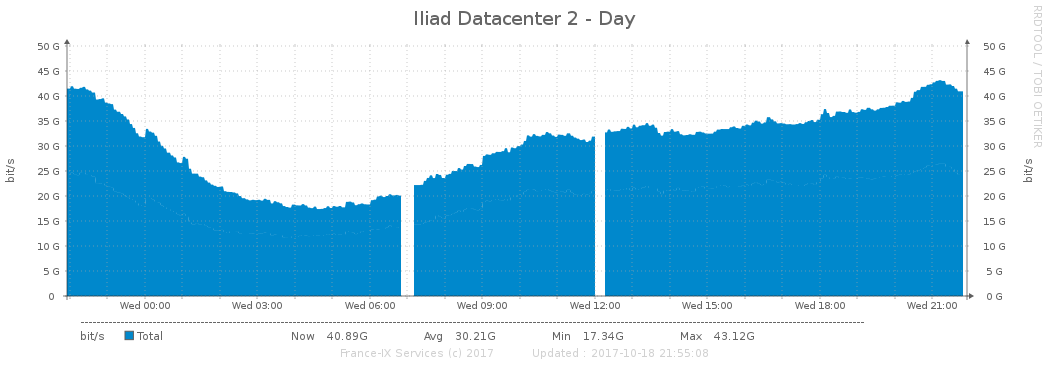 Iliad Datacenter 2 - Day
RRDTOOL / TOBI OETIKER
bit/s
50 G 50 G
45 G 45 G
40 G 40 G
35 G 35 G
30 G 30 G
25 G 25 G
20 G 20 G
15 G 15 G
10 G 10 G
5 G 5 G
0 0 G
bit/s
Wed 00:00 Wed 03:00 Wed 06:00 Wed 09:00 Wed 12:00 Wed 15:00 Wed 18:00 Wed 21:00
bit/s Total Now 40.89G Avg 30.21G Min 17.34G Max 43.12G
France-IX Services (c) 2017 Updated : 2017-10-18 21:55:08